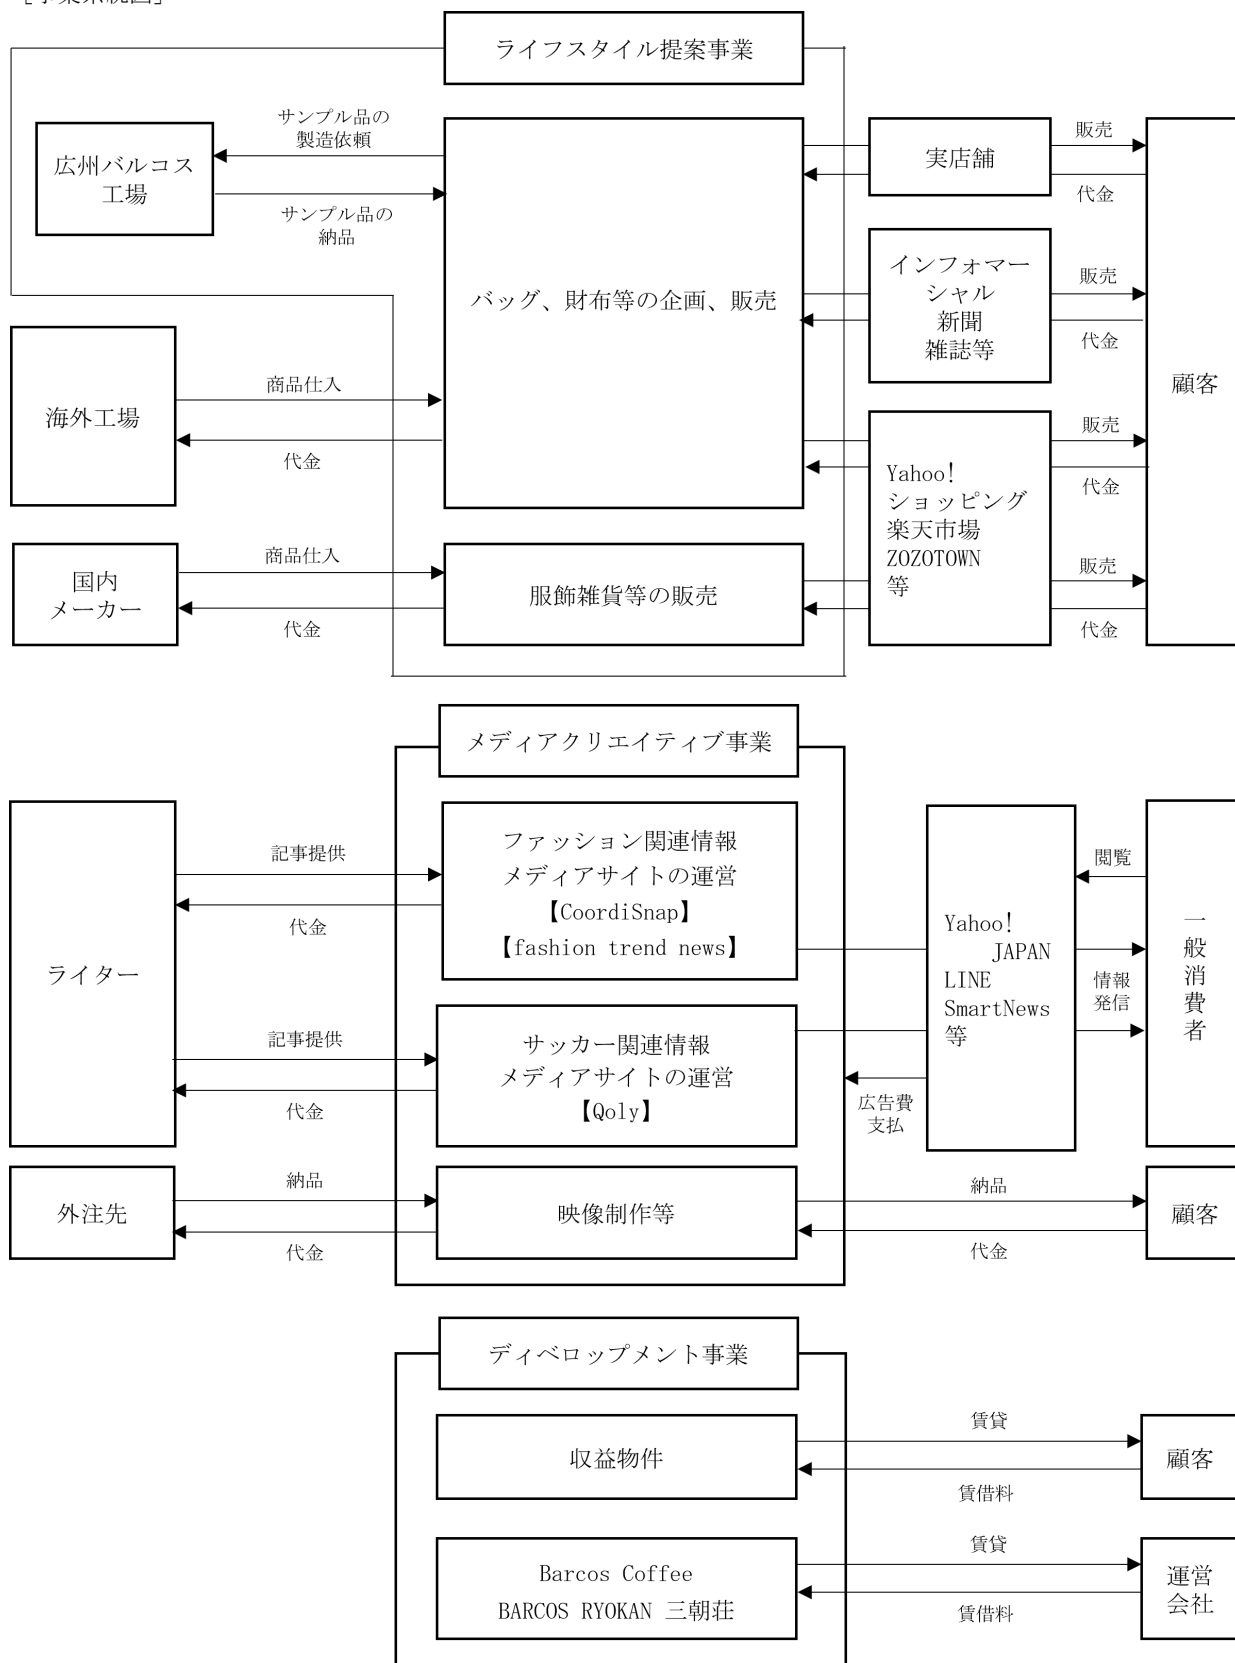 ［事業系統図］
ライフスタイル提案事業
サンプル品の
製造依頼
広州バルコス
工場
サンプル品の
納品
バッグ、財布等の企画、販売
実店舗
販売
代金
インフォマー
シャル
新聞
雑誌等
販売
代金
顧客
海外工場
商品仕入
代金
Yahoo!
ショッピング
楽天市場
ZOZOTOWN
等
販売
代金
販売
代金
国内
メーカー
商品仕入
代金
服飾雑貨等の販売
メディアクリエイティブ事業
ライター
記事提供
代金
ファッション関連情報
メディアサイトの運営
【CoordiSnap】
【fashion trend news】
記事提供
代金
サッカー関連情報
メディアサイトの運営
【Qoly】
Yahoo!
JAPAN
LINE
SmartNews
等
閲覧
情報
発信
広告費
支払
一般消費者
外注先
納品
代金
映像制作等
納品
代金
顧客
ディベロップメント事業
収益物件
賃貸
賃借料
顧客
Barcos Coffee
BARCOS RYOKAN 三朝荘
賃貸
賃借料
運営
会社